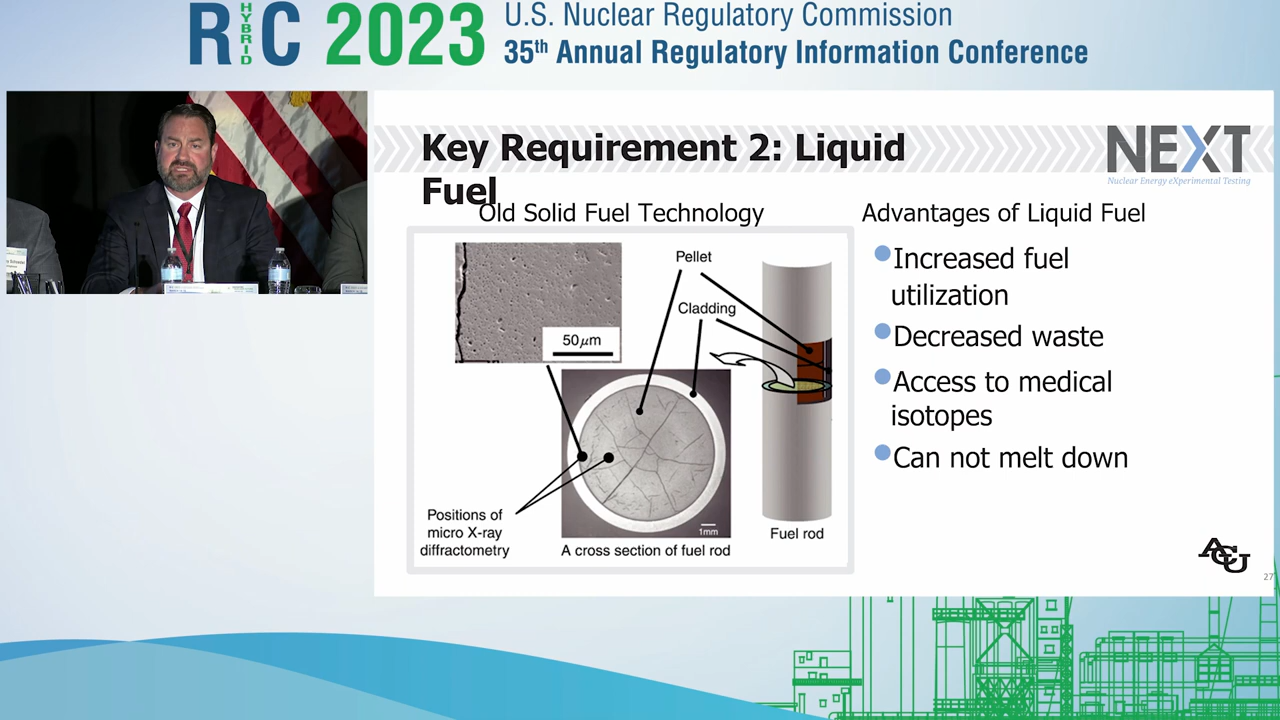 RIC 2023
HYBRID
U.S. Nuclear Regulatory Commission
35th Annual Regulatory Information Conference
Key Requirement 2: Liquid
Fuel
NEXT
Nuclear Energy eXperimental Testing
Old Solid Fuel Technology
Advantages of Liquid Fuel
Pellet
Cladding
50μm
Positions of
micro X-ray
diffractometry
1mm
A cross section of fuel rod
Fuel rod
Increased fuel
utilization
Decreased waste
Access to medical
isotopes
Can not melt down
ACU
27